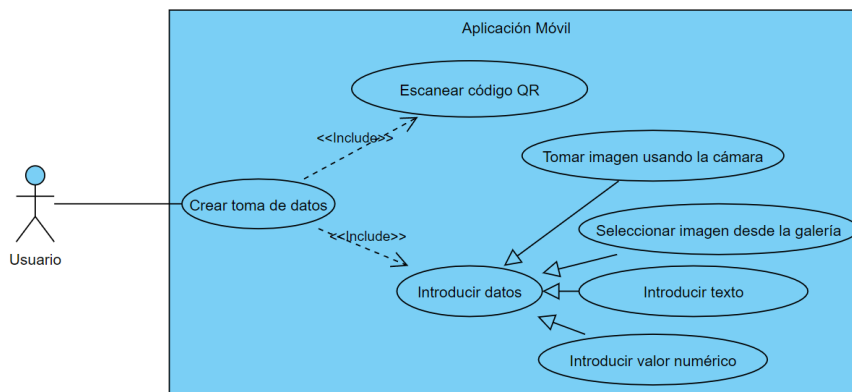 Aplicación Móvil
Escanear código QR
<<Include>>
Tomar imagen usando la cámara
Crear toma de datos
Seleccionar imagen desde la galería
<<Include>>
Usuario
Introducir datos
Introducir texto
Introducir valor numérico